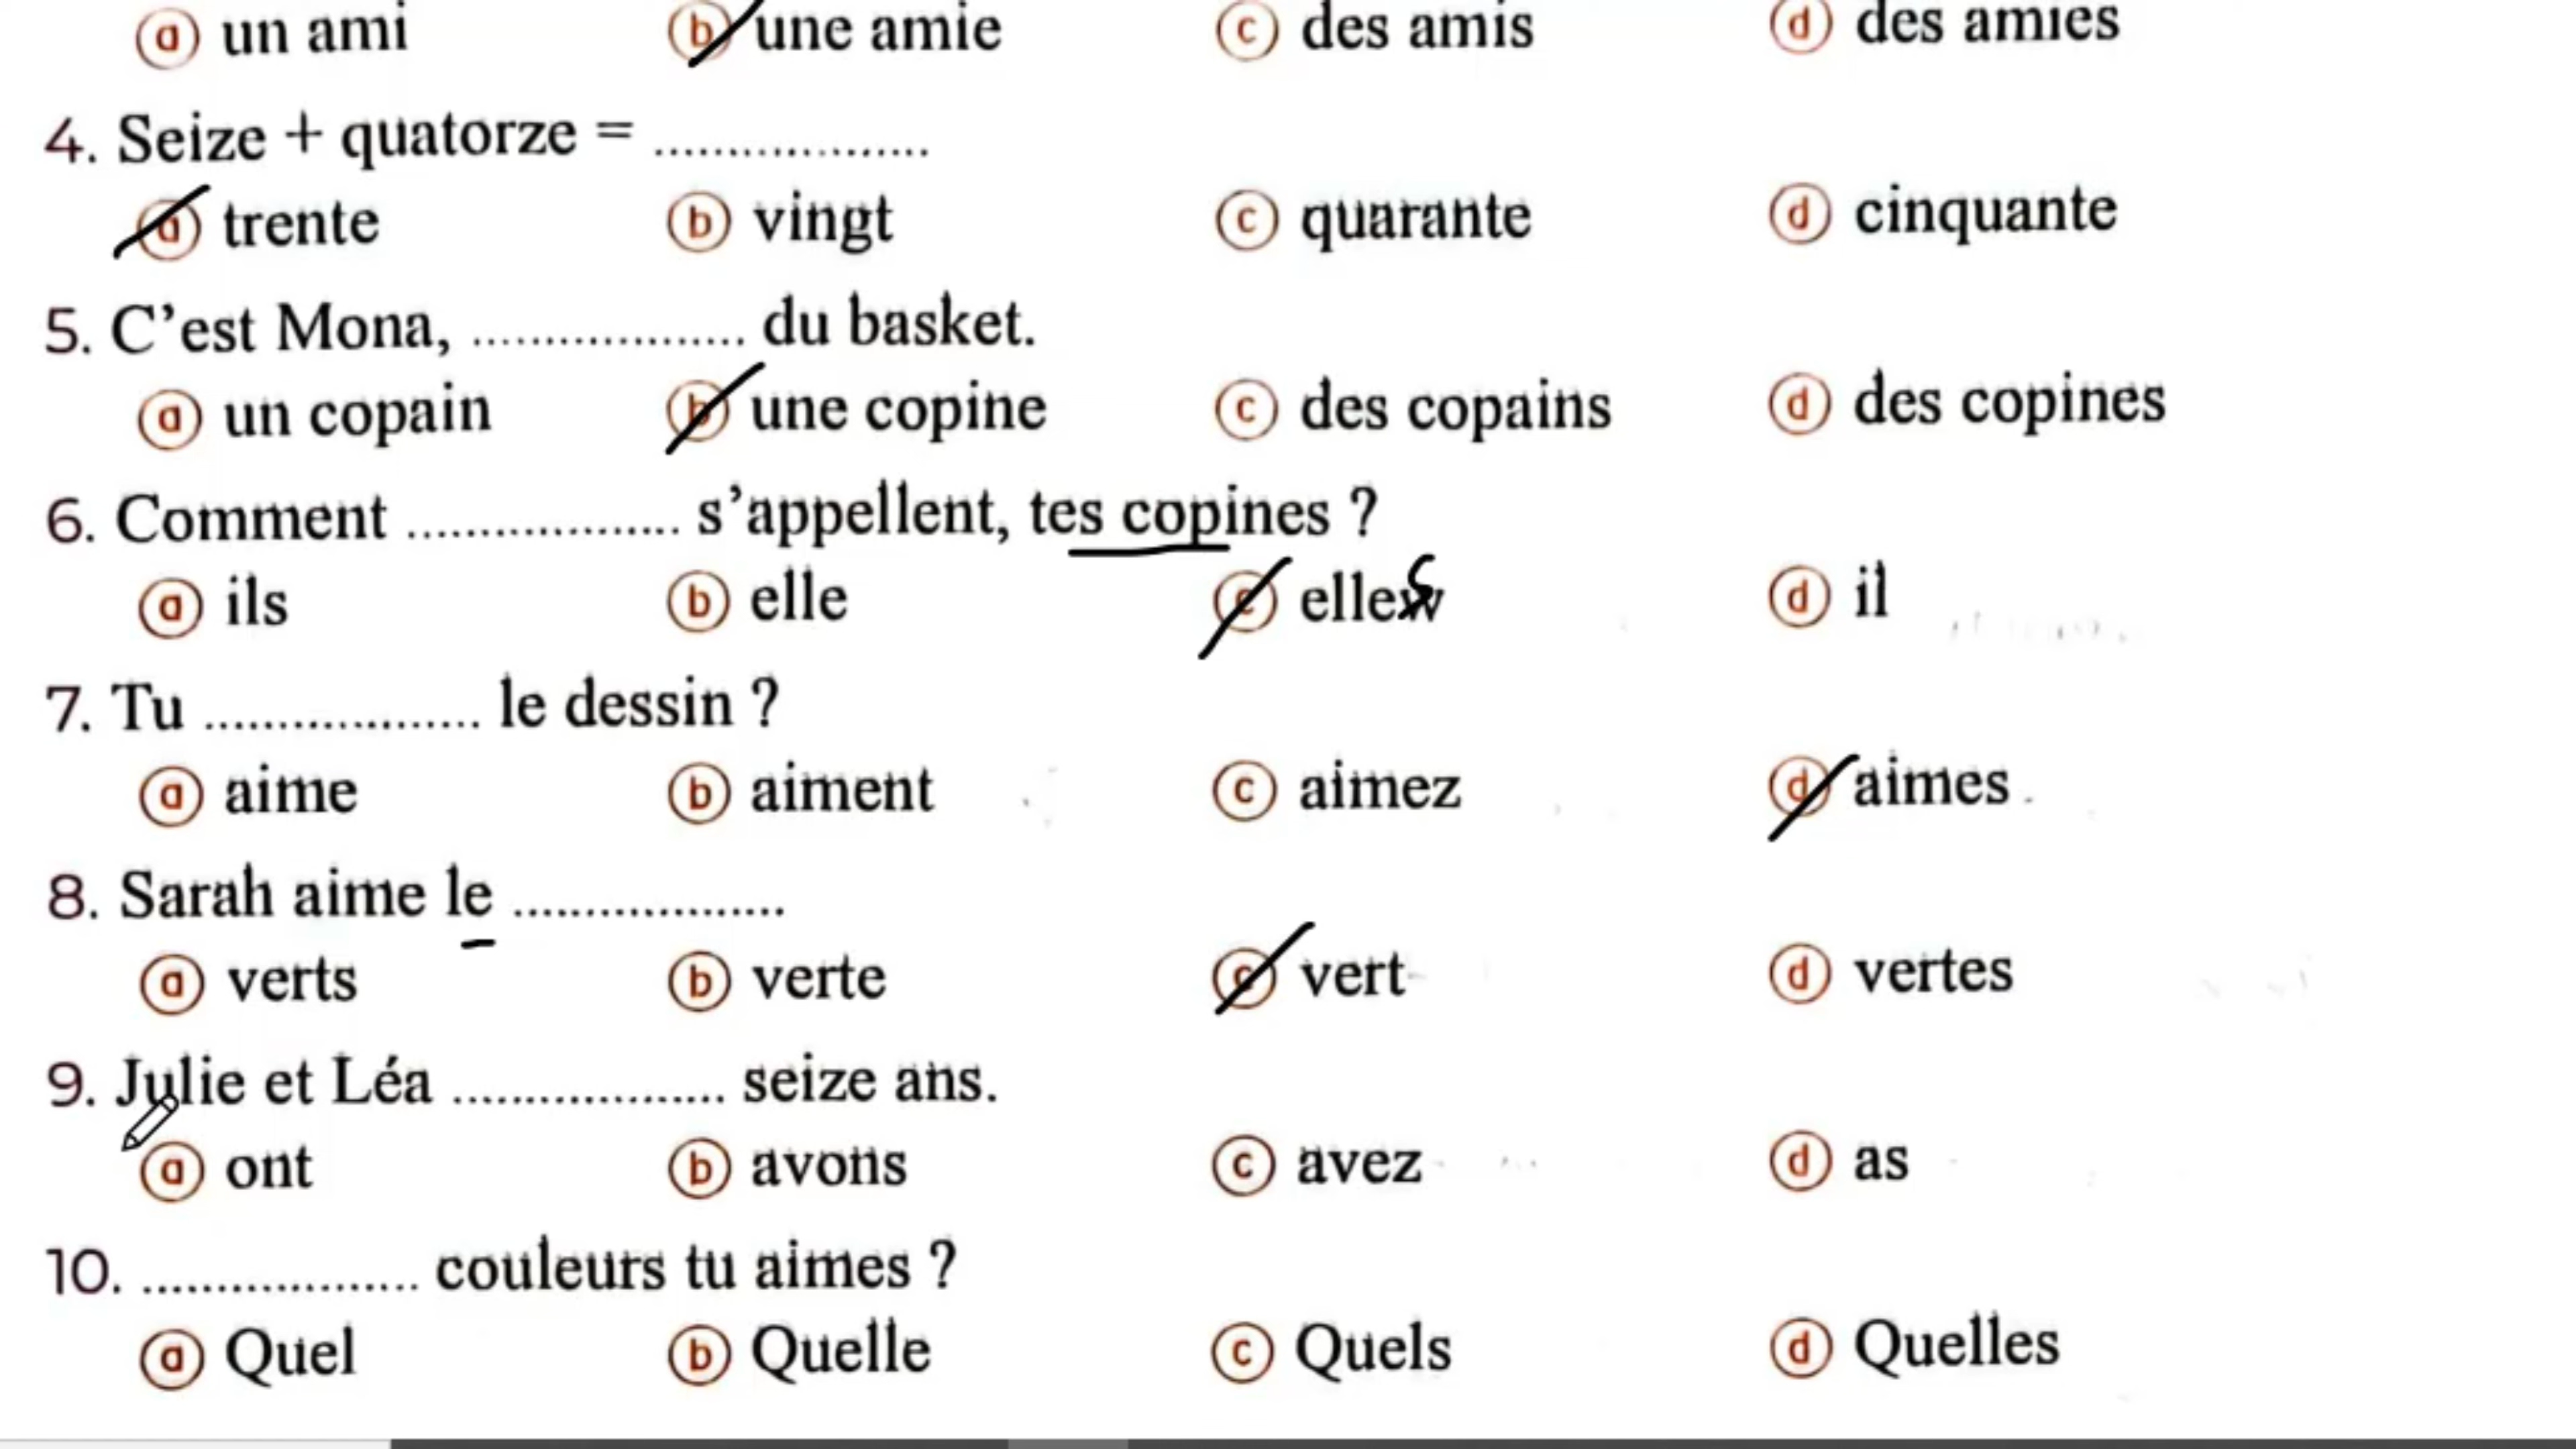 a un ami b une amie c des amis d des amies
4. Seize + quatorze = ...................
a trente b vingt c quarante d cinquante
5. C'est Mona, ................... du basket.
a un copain b une copine c des copains d des copines
6. Comment ................... s'appellent, tes copines ?
a ils b elle c elles d il
7. Tu ................... le dessin ?
a aime b aiment c aimez d aimes
8. Sarah aime le ...................
a verts b verte c vert d vertes
9. Julie et Léa ................... seize ans.
a ont b avons c avez d as
10. ................... couleurs tu aimes ?
a Quel b Quelle c Quels d Quelles